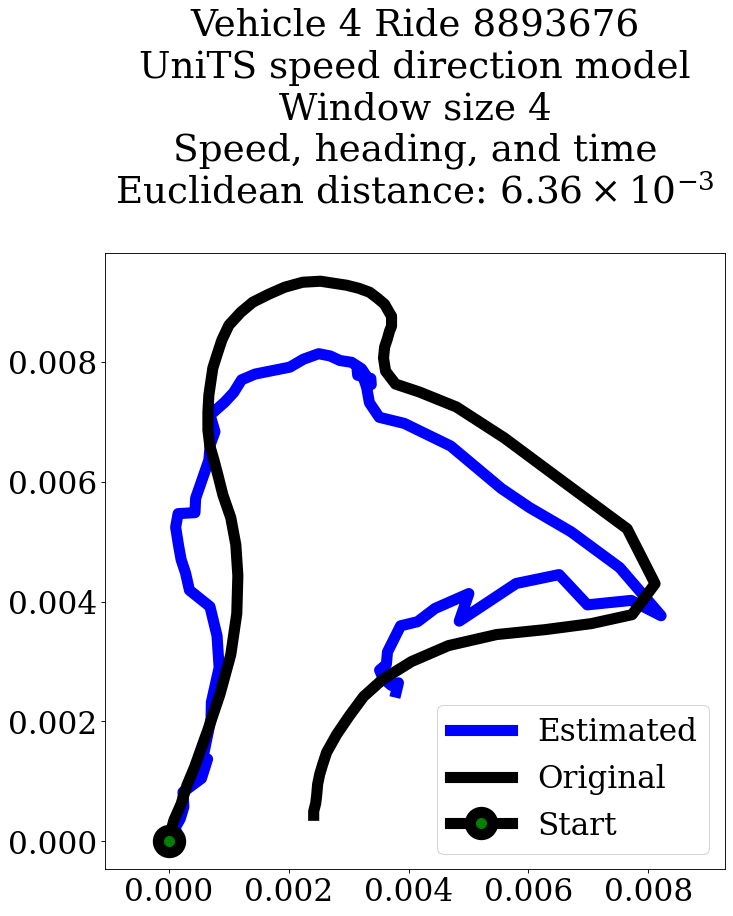 Vehicle 4 Ride 8893676
UniTS speed direction model
Window size 4
Speed, heading, and time
Euclidean distance: 6.36 × 10⁻³
0.008
0.006
0.004
0.002
0.000
Estimated
Original
Start
0.000 0.002 0.004 0.006 0.008